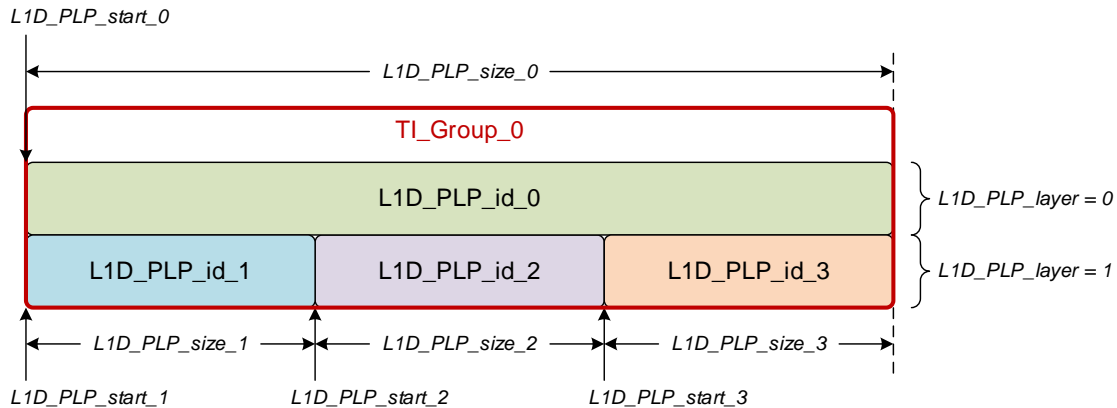 L1D_PLP_start_0
L1D_PLP_size_0
TI_Group_0
L1D_PLP_id_0
L1D_PLP_layer = 0
L1D_PLP_id_1
L1D_PLP_id_2
L1D_PLP_id_3
L1D_PLP_layer = 1
L1D_PLP_size_1
L1D_PLP_size_2
L1D_PLP_size_3
L1D_PLP_start_1
L1D_PLP_start_2
L1D_PLP_start_3